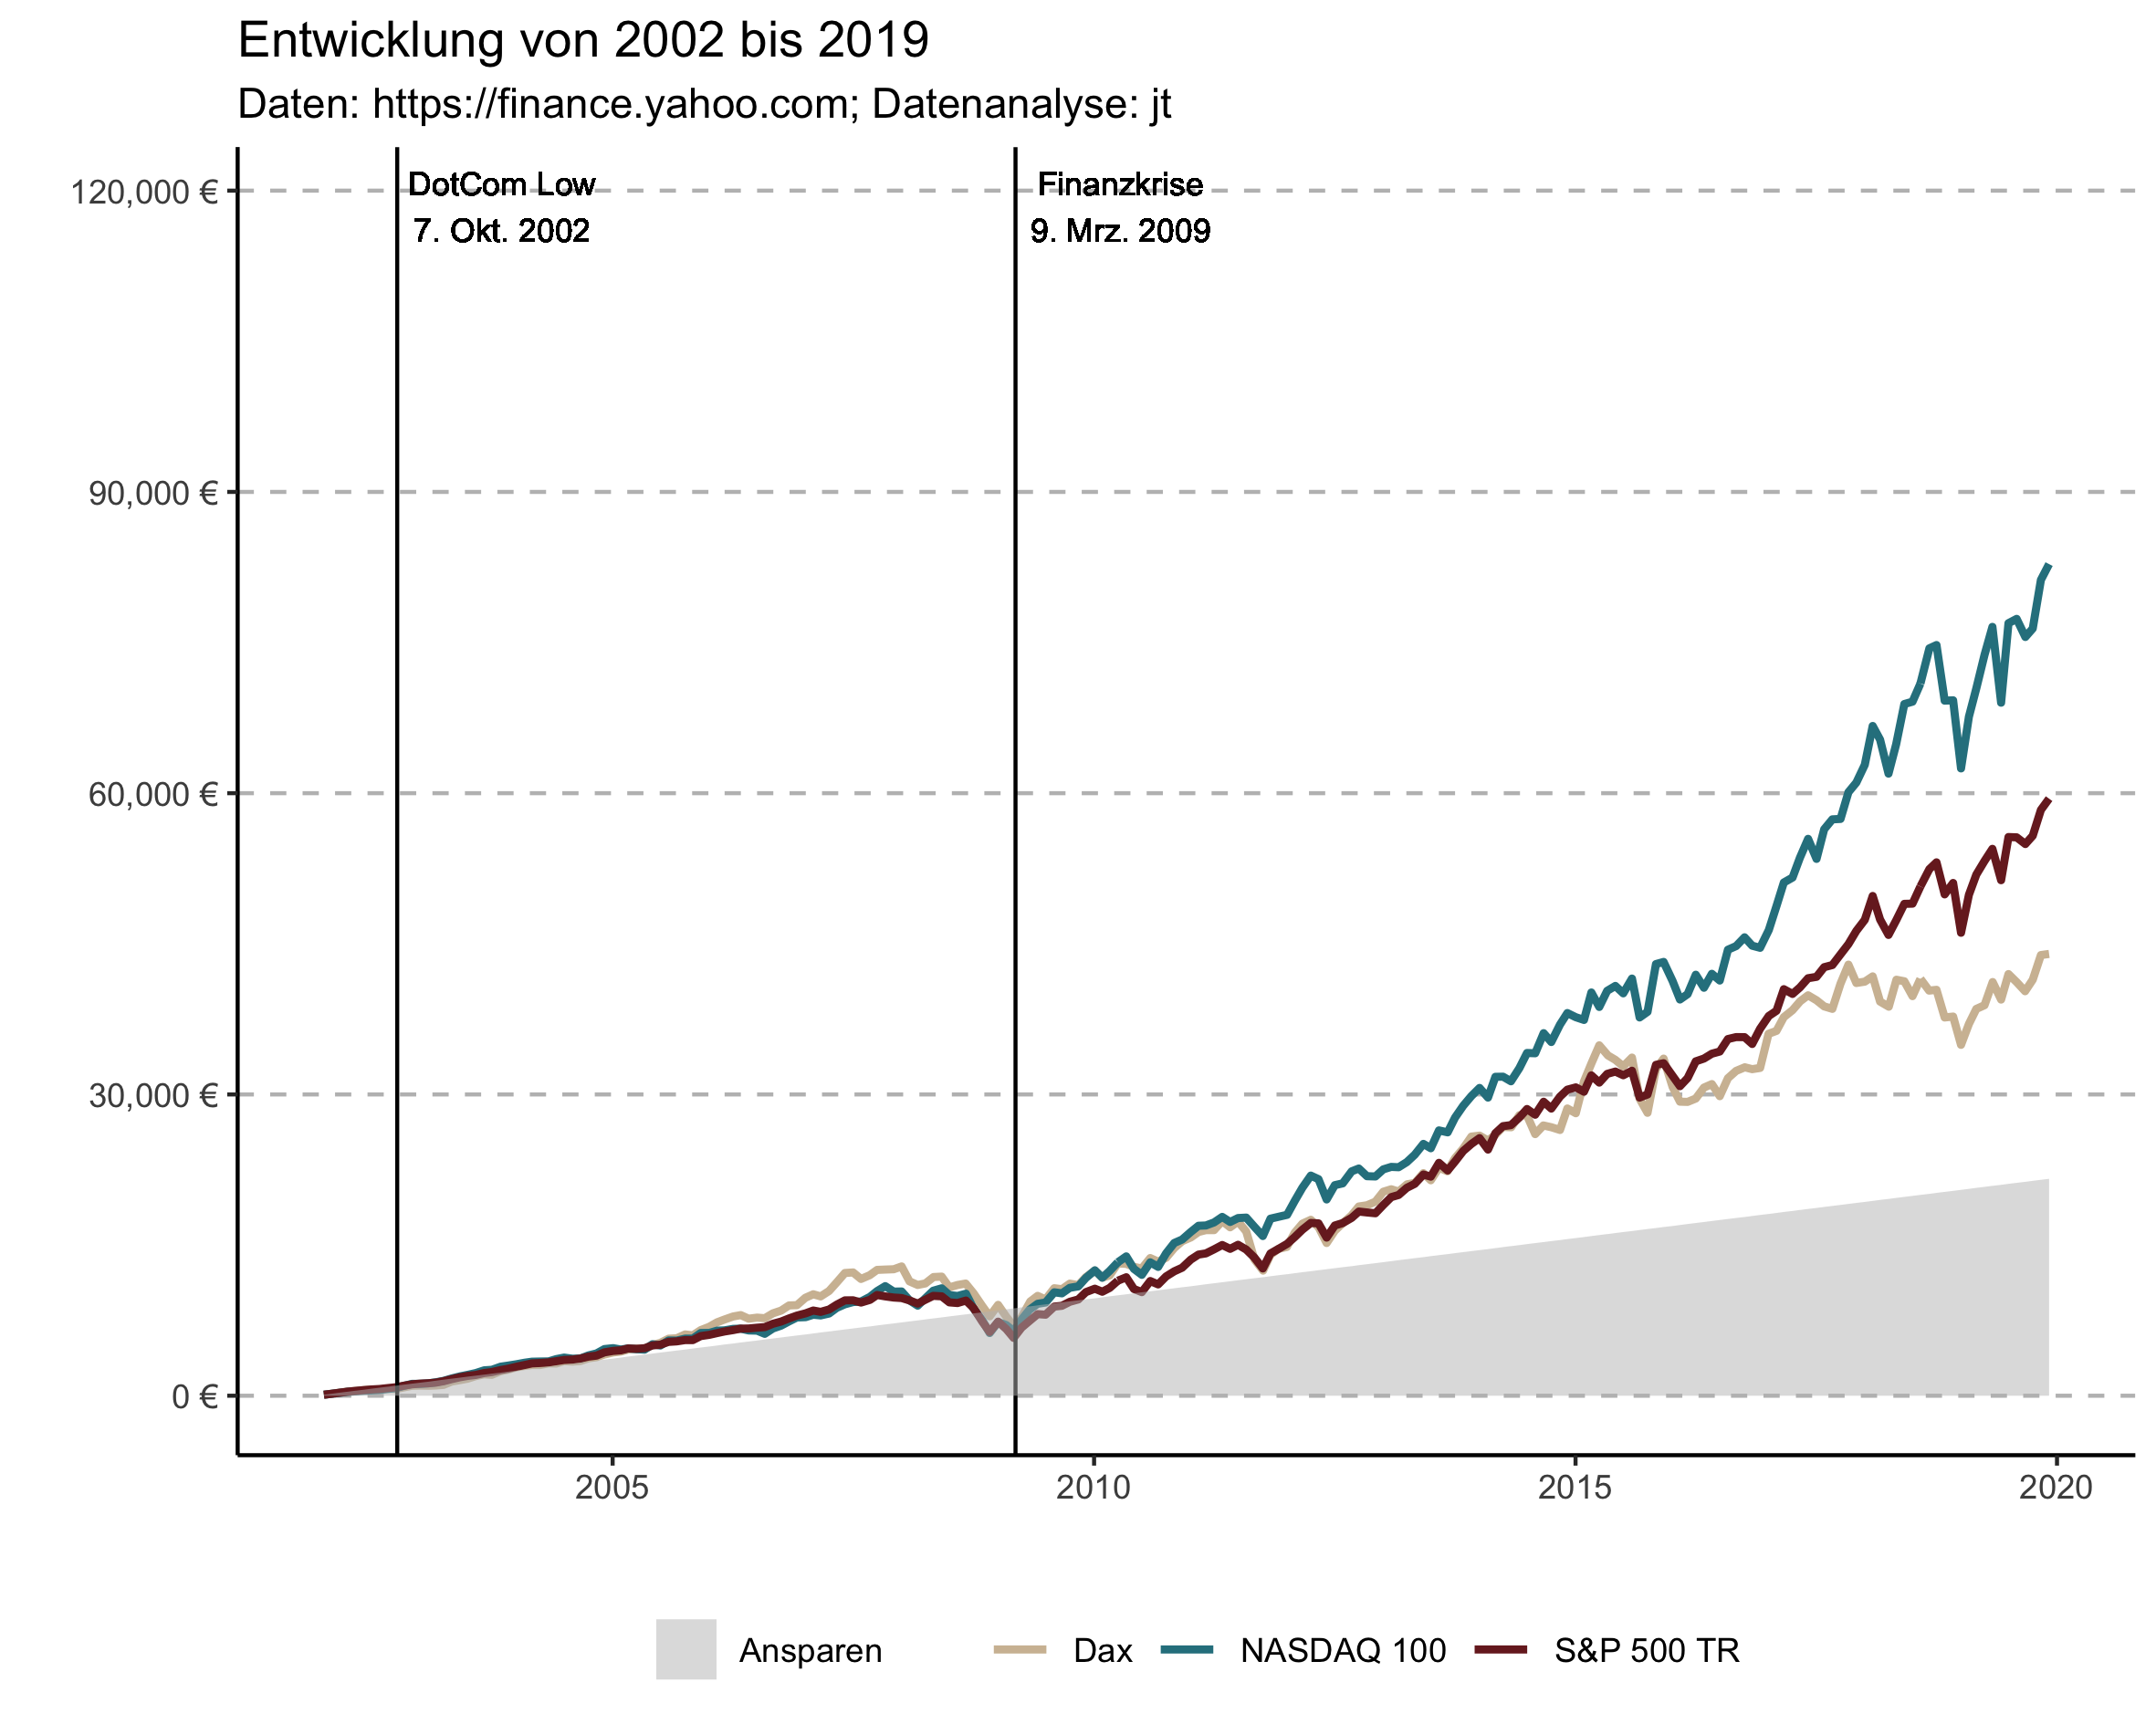 Entwicklung von 2002 bis 2019
Daten: https://finance.yahoo.com; Datenanalyse: jt
DotCom Low
7. Okt. 2002
Finanzkrise
9. Mrz. 2009
120,000 €
90,000 €
60,000 €
30,000 €
0 €
2005 2010 2015 2020
Ansparen Dax NASDAQ 100 S&P 500 TR